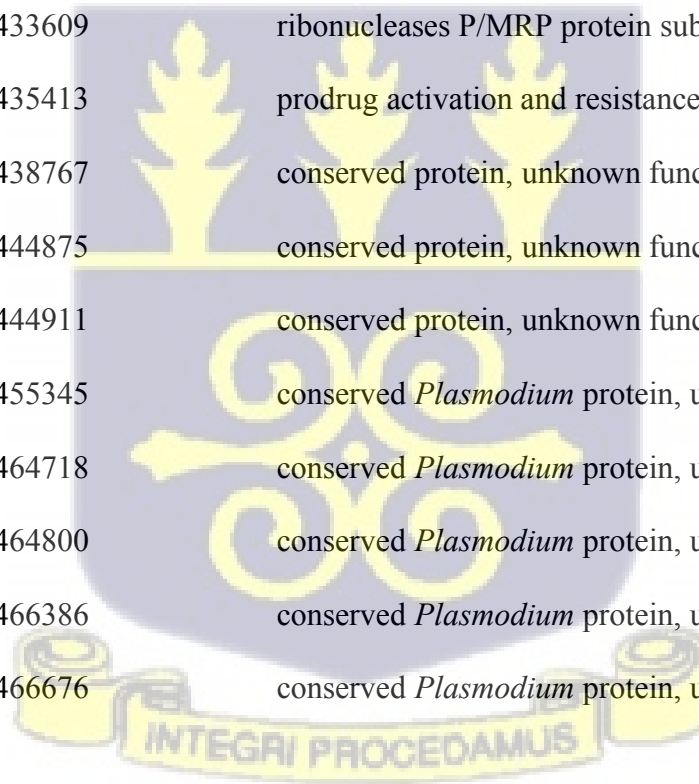 433609 ribonucleases P/MRP protein sub
435413 prodrug activation and resistance
438767 conserved protein, unknown func
444875 conserved protein, unknown func
444911 conserved protein, unknown func
455345 conserved Plasmodium protein, u
464718 conserved Plasmodium protein, u
464800 conserved Plasmodium protein, u
466386 conserved Plasmodium protein, u
466676 conserved Plasmodium protein, u
INTEGRI PROCEDAMUS